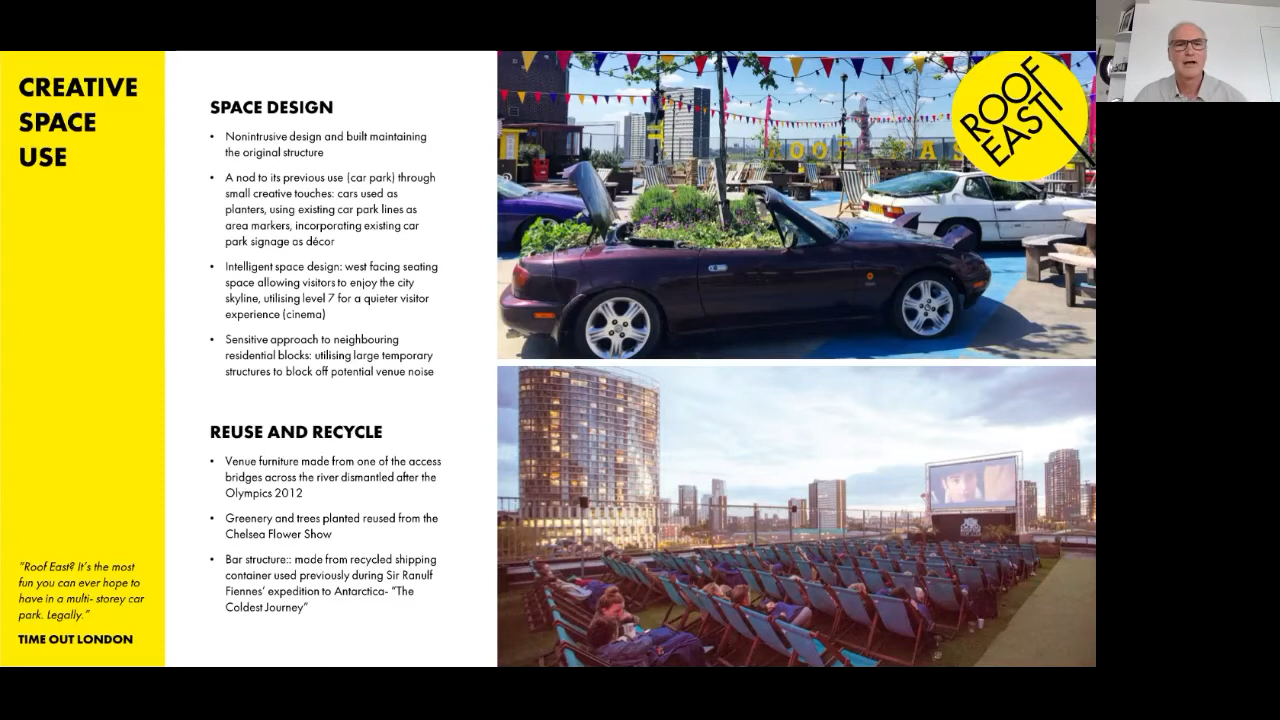 CREATIVE
SPACE
USE
SPACE DESIGN
• Nonintrusive design and built maintaining
the original structure
• A nod to its previous use (car park) through
small creative touches: cars used as
planters, using existing car park lines as
area markers, incorporating existing car
park signage as décor
• Intelligent space design: west facing seating
space allowing visitors to enjoy the city
skyline, utilising level 7 for a quieter visitor
experience (cinema)
• Sensitive approach to neighbouring
residential blocks: utilising large temporary
structures to block off potential venue noise
REUSE AND RECYCLE
• Venue furniture made from one of the access
bridges across the river dismantled after the
Olympics 2012
• Greenery and trees planted reused from the
Chelsea Flower Show
• Bar structure:: made from recycled shipping
container used previously during Sir Ranulf
Fiennes’ expedition to Antarctica- “The
Coldest Journey”
“Roof East? It’s the most
fun you can ever hope to
have in a multi- storey car
park. Legally.”
TIME OUT LONDON
ROOF
EAST